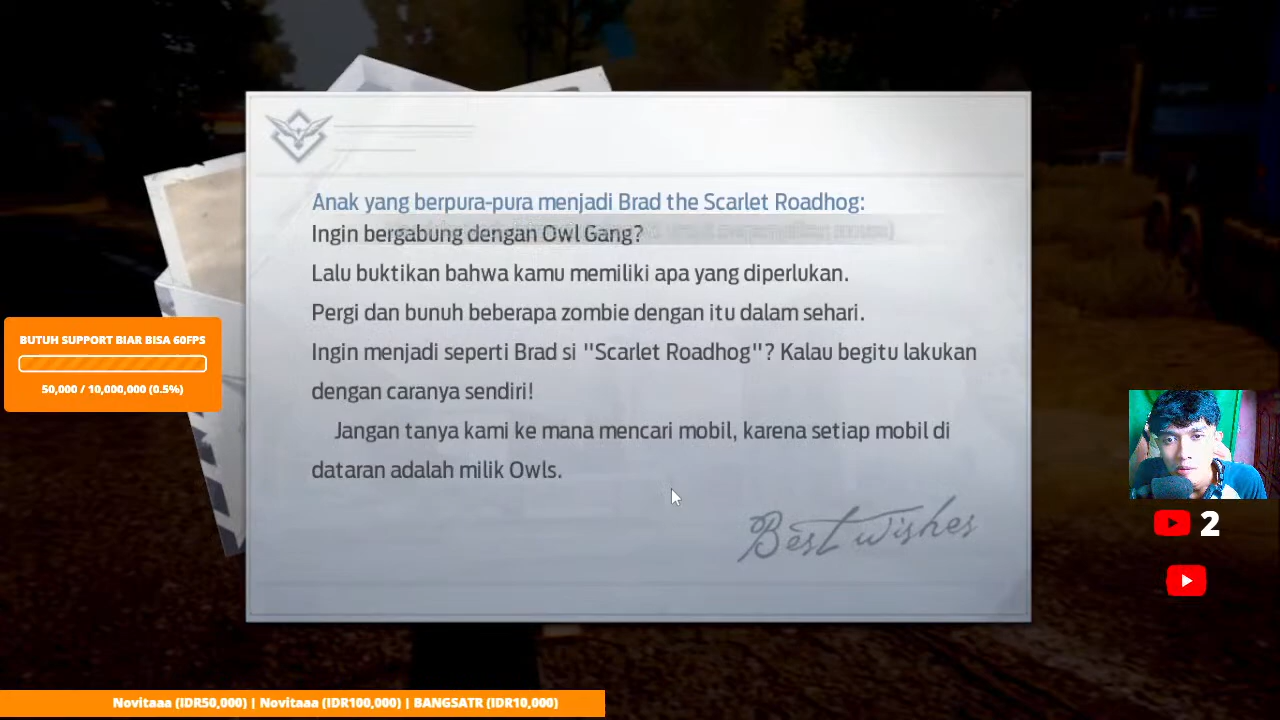 Anak yang berpura-pura menjadi Brad the Scarlet Roadhog:
Ingin bergabung dengan Owl Gang?
Lalu buktikan bahwa kamu memiliki apa yang diperlukan.
Pergi dan bunuh beberapa zombie dengan itu dalam sehari.
Ingin menjadi seperti Brad si "Scarlet Roadhog"? Kalau begitu lakukan
dengan caranya sendiri!
Jangan tanya kami ke mana mencari mobil, karena setiap mobil di
dataran adalah milik Owls.
Best wishes
BUTUH SUPPORT BIAR BISA 60FPS
50,000 / 10,000,000 (0.5%)
2
Novitaaa (IDR50,000) | Novitaaa (IDR100,000) | BANGSATR (IDR10,000)